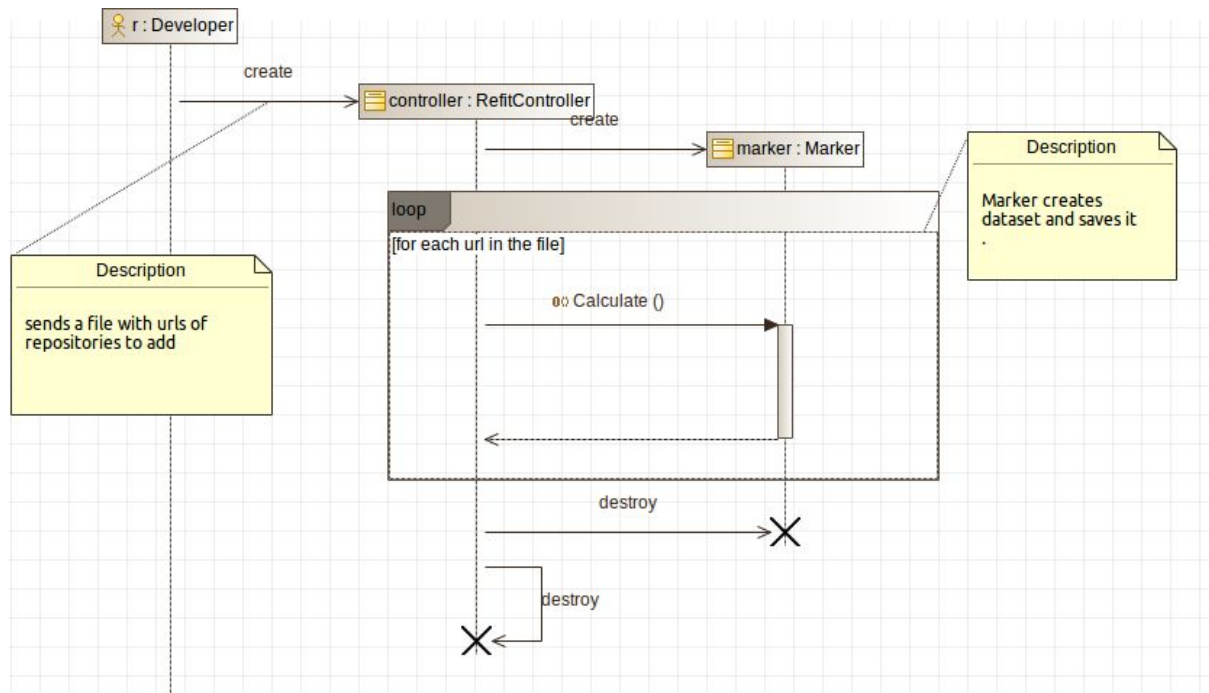 r : Developer
create
controller : RefitController
create
marker : Marker
Description
Marker creates
dataset and saves it
.
loop
[for each url in the file]
Description
sends a file with urls of
repositories to add
Calculate ()
destroy
destroy